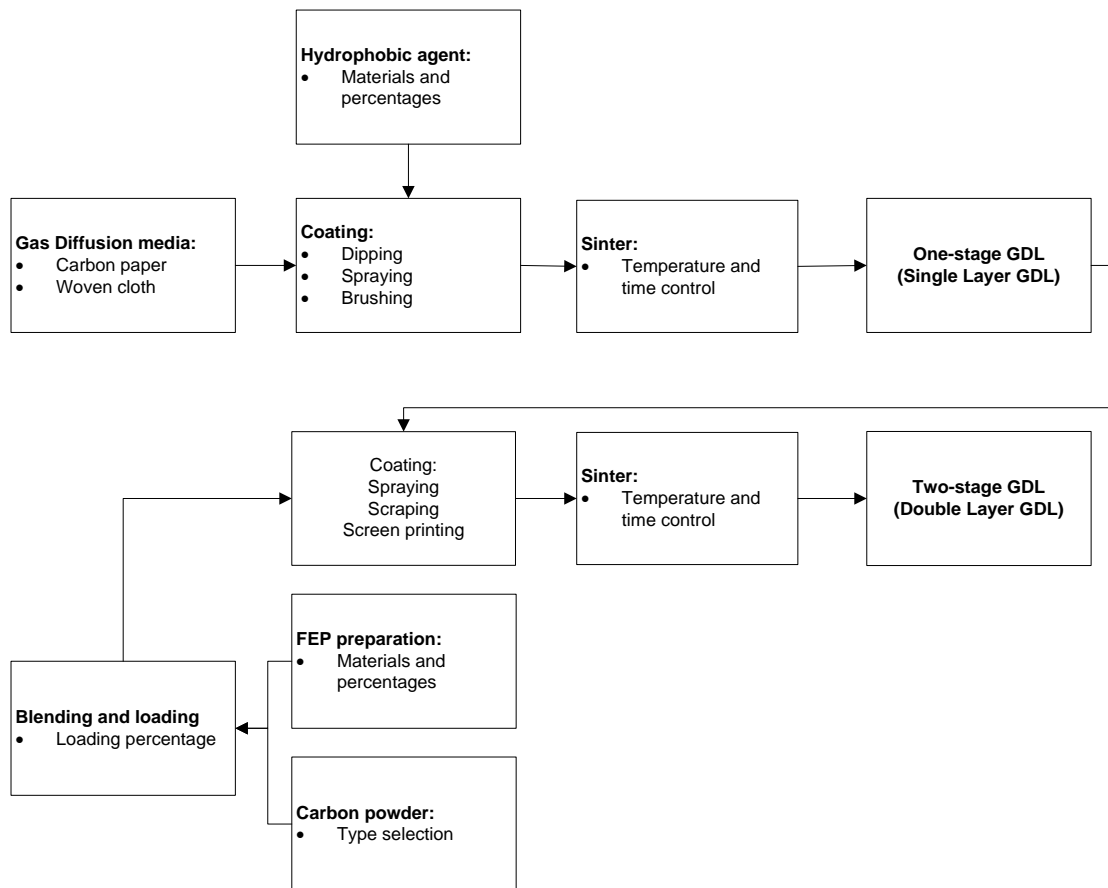 Hydrophobic agent:
• Materials and
percentages
Gas Diffusion media:
• Carbon paper
• Woven cloth
Coating:
• Dipping
• Spraying
• Brushing
Sinter:
• Temperature and
time control
One-stage GDL
(Single Layer GDL)
Coating:
Spraying
Scraping
Screen printing
Sinter:
• Temperature and
time control
Two-stage GDL
(Double Layer GDL)
FEP preparation:
• Materials and
percentages
Blending and loading
• Loading percentage
Carbon powder:
• Type selection